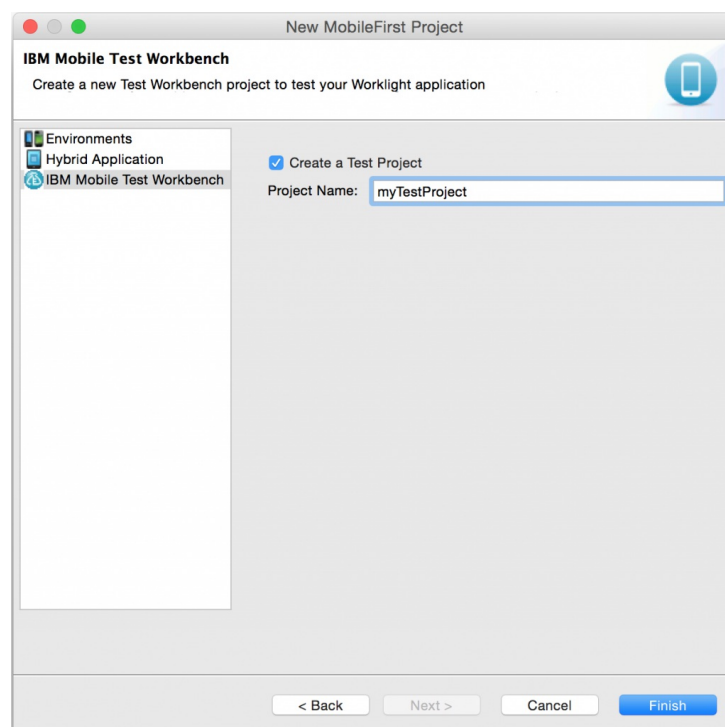 New MobileFirst Project
IBM Mobile Test Workbench
Create a new Test Workbench project to test your Worklight application
Environments
Hybrid Application
IBM Mobile Test Workbench
Create a Test Project
Project Name: myTestProject
< Back Next > Cancel Finish